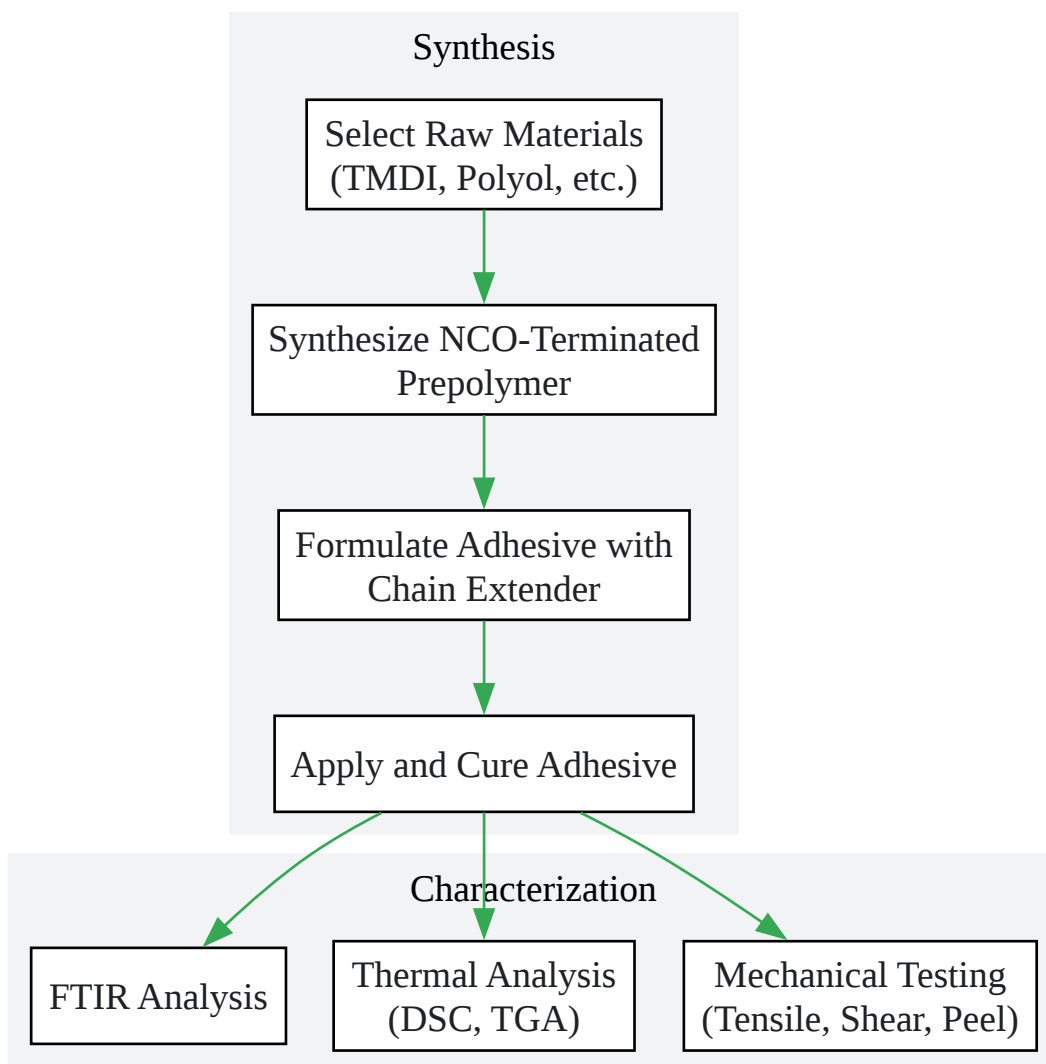 Synthesis
Select Raw Materials
(TMDI, Polyol, etc.)
Synthesize NCO-Terminated
Prepolymer
Formulate Adhesive with
Chain Extender
Apply and Cure Adhesive
Characterization
FTIR Analysis
Thermal Analysis
(DSC, TGA)
Mechanical Testing
(Tensile, Shear, Peel)